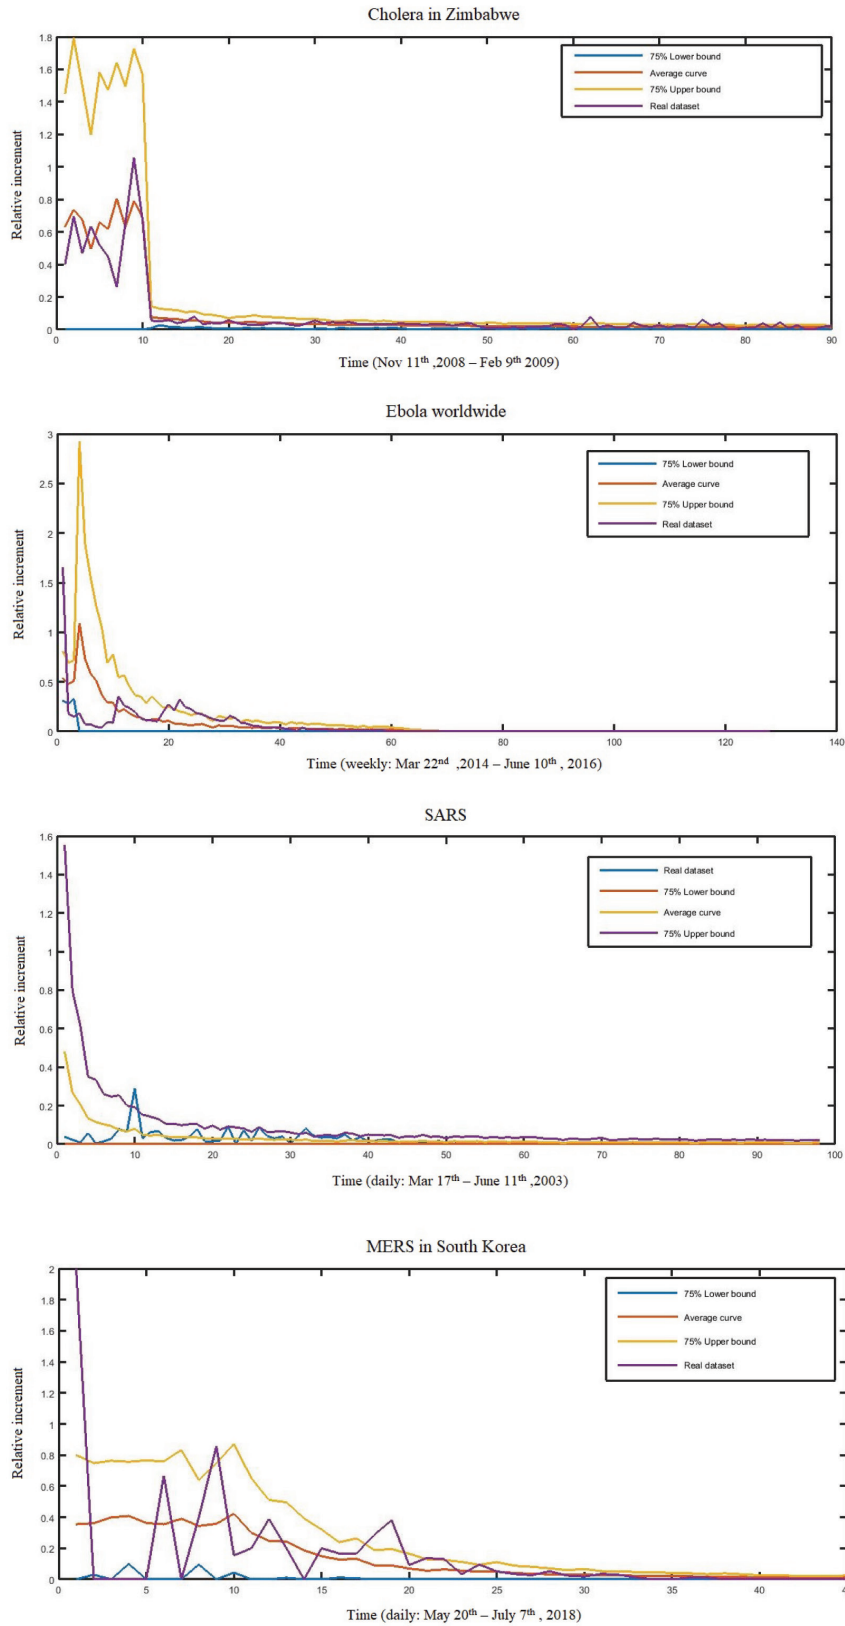 Cholera in Zimbabwe
1.8
1.6
1.4
1.2
1
0.8
0.6
0.4
0.2
0
Relative increment
75% Lower bound
Average curve
75% Upper bound
Real dataset
0 10 20 30 40 50 60 70 80 90
Time (Nov 11th ,2008 – Feb 9th 2009)
Ebola worldwide
3
2.5
2
1.5
1
0.5
0
Relative increment
75% Lower bound
Average curve
75% Upper bound
Real dataset
0 20 40 60 80 100 120 140
Time (weekly: Mar 22nd ,2014 – June 10th , 2016)
SARS
1.6
1.4
1.2
1
0.8
0.6
0.4
0.2
0
Relative increment
Real dataset
75% Lower bound
Average curve
75% Upper bound
0 10 20 30 40 50 60 70 80 90 100
Time (daily: Mar 17th – June 11th ,2003)
MERS in South Korea
2
1.8
1.6
1.4
1.2
1
0.8
0.6
0.4
0.2
0
Relative increment
75% Lower bound
Average curve
75% Upper bound
Real dataset
0 5 10 15 20 25 30 35 40 45
Time (daily: May 20th – July 7th , 2018)